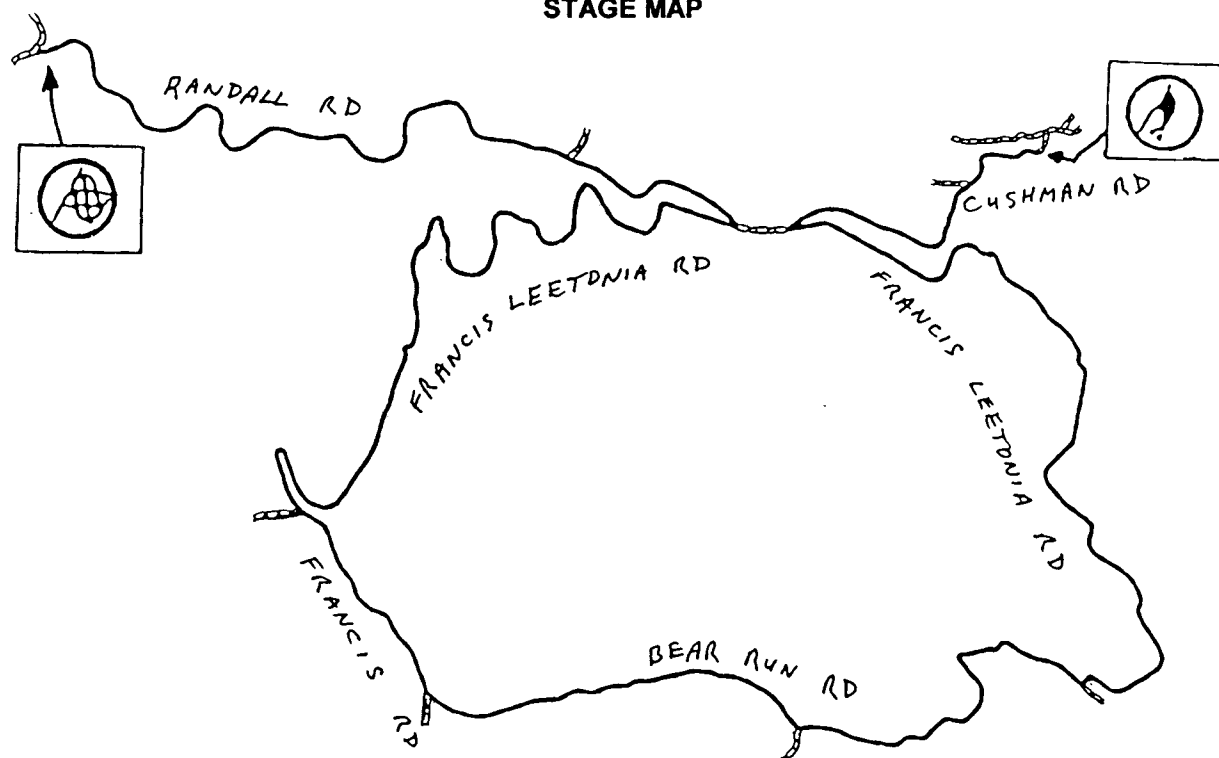 STAGE MAP
RANDALL RD
CUSHMAN RD
FRANCIS LEETONIA RD
FRANCIS LEETONIA RD
FRANCIS RD
BEAR RUN RD